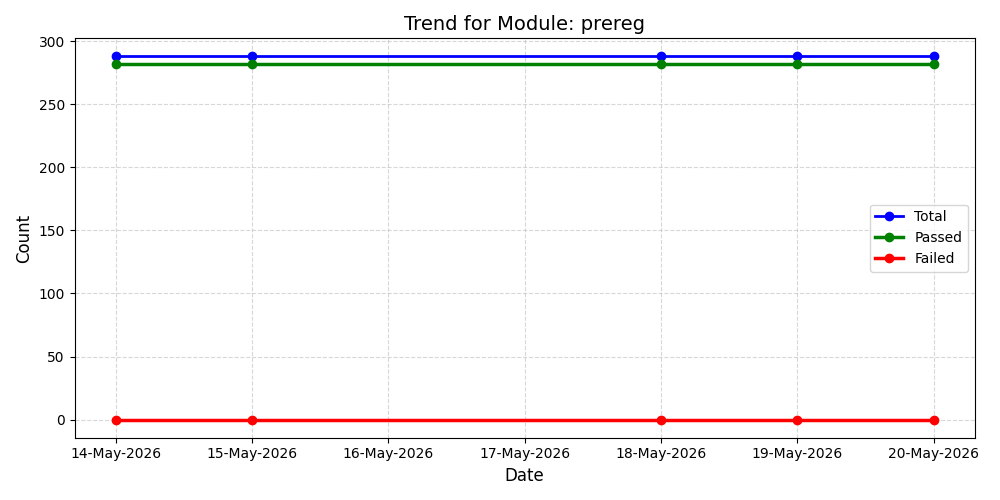 Trend for Module: prereg
300
250
200
150
100
50
0
Count
Total
Passed
Failed
14-May-2026 15-May-2026 16-May-2026 17-May-2026 18-May-2026 19-May-2026 20-May-2026
Date